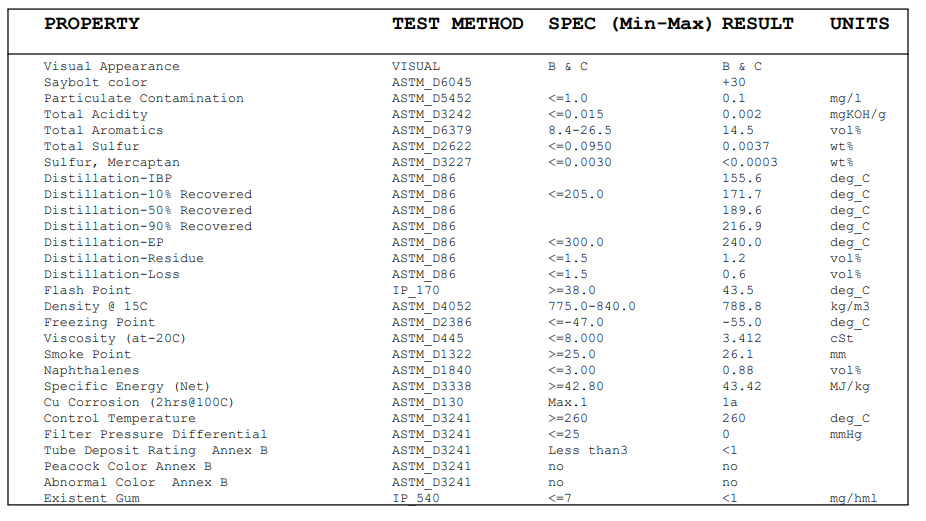 PROPERTY TEST METHOD SPEC (Min-Max) RESULT UNITS
Visual Appearance VISUAL B & C B & C
Saybolt color ASTM_D6045 +30
Particulate Contamination ASTM_D5452 <=1.0 0.1 mg/l
Total Acidity ASTM_D3242 <=0.015 0.002 mgKOH/g
Total Aromatics ASTM_D6379 8.4-26.5 14.5 vol%
Total Sulfur ASTM_D2622 <=0.0950 0.0037 wt%
Sulfur, Mercaptan ASTM_D3227 <=0.0030 <0.0003 wt%
Distillation-IBP ASTM_D86 155.6 deg_C
Distillation-10% Recovered ASTM_D86 <=205.0 171.7 deg_C
Distillation-50% Recovered ASTM_D86 189.6 deg_C
Distillation-90% Recovered ASTM_D86 216.9 deg_C
Distillation-EP ASTM_D86 <=300.0 240.0 deg_C
Distillation-Residue ASTM_D86 <=1.5 1.2 vol%
Distillation-Loss ASTM_D86 <=1.5 0.6 vol%
Flash Point IP_170 >=38.0 43.5 deg_C
Density @ 15C ASTM_D4052 775.0-840.0 788.8 kg/m3
Freezing Point ASTM_D2386 <=-47.0 -55.0 deg_C
Viscosity (at-20C) ASTM_D445 <=8.000 3.412 cSt
Smoke Point ASTM_D1322 >=25.0 26.1 mm
Naphthalenes ASTM_D1840 <=3.00 0.88 vol%
Specific Energy (Net) ASTM_D3338 >=42.80 43.42 MJ/kg
Cu Corrosion (2hrs@100C) ASTM_D130 Max.1 1a
Control Temperature ASTM_D3241 >=260 260 deg_C
Filter Pressure Differential ASTM_D3241 <=25 0 mmHg
Tube Deposit Rating Annex B ASTM_D3241 Less than3 <1
Peacock Color Annex B ASTM_D3241 no no
Abnormal Color Annex B ASTM_D3241 no no
Existent Gum IP_540 <=7 <1 mg/hml